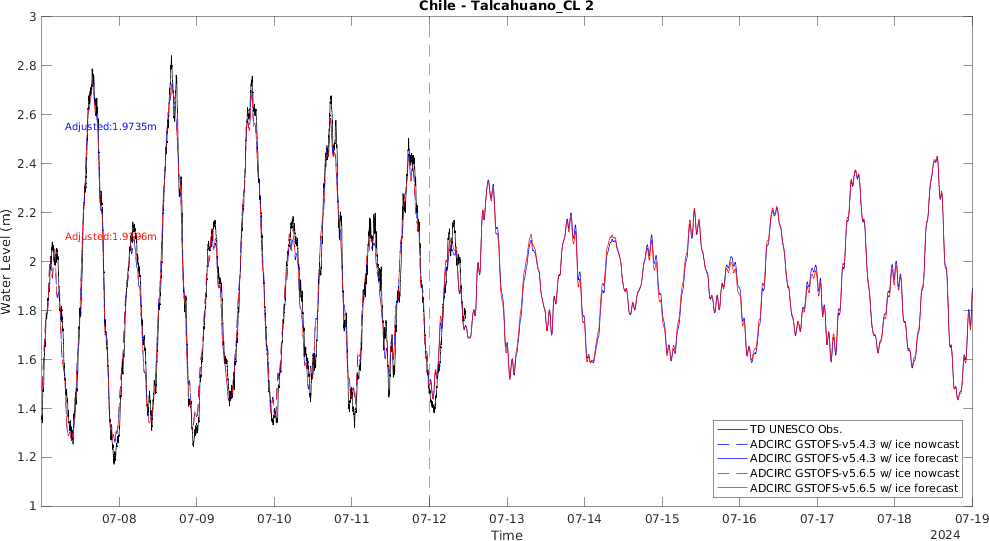 Chile - Talcahuano_CL 2
3
2.8
2.6
2.4
2.2
2
1.8
1.6
1.4
1.2
1
Water Level (m)
Adjusted:1.9735m
Adjusted:1.9796m
TD UNESCO Obs.
ADCIRC GSTOFS-v5.4.3 w/ ice nowcast
ADCIRC GSTOFS-v5.4.3 w/ ice forecast
ADCIRC GSTOFS-v5.6.5 w/ ice nowcast
ADCIRC GSTOFS-v5.6.5 w/ ice forecast
07-08 07-09 07-10 07-11 07-12 07-13 07-14 07-15 07-16 07-17 07-18 07-19
Time
2024